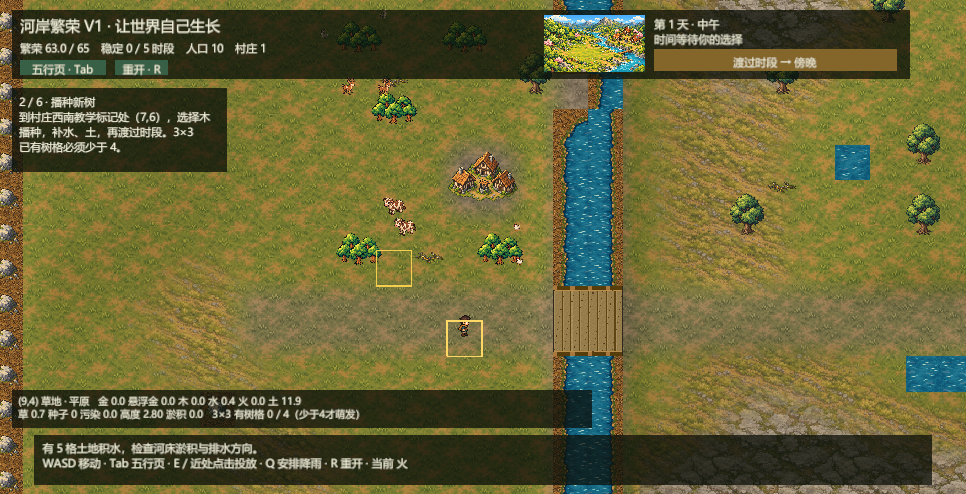 河岸繁荣 V1 · 让世界自己生长
繁荣 63.0 / 65 稳定 0 / 5 时段 人口 10 村庄 1
五行页 · Tab 重开 · R
第 1 天 · 中午
时间等待你的选择
渡过时段 → 傍晚
2 / 6 · 播种新树
到村庄西南教学标记处（7,6），选择木
播种，补水、土，再渡过时段。3×3
已有树格必须少于 4。
(9,4) 草地 · 平原 金 0.0 悬浮金 0.0 木 0.0 水 0.4 火 0.0 土 11.9
草 0.7 种子 0 污染 0.0 高度 2.80 淤积 0.0 3×3 有树格 0 / 4（少于4才萌发）
有 5 格土地积水，检查河床淤积与排水方向。
WASD 移动 · Tab 五行页 · E / 近处点击投放 · Q 安排降雨 · R 重开 · 当前 火